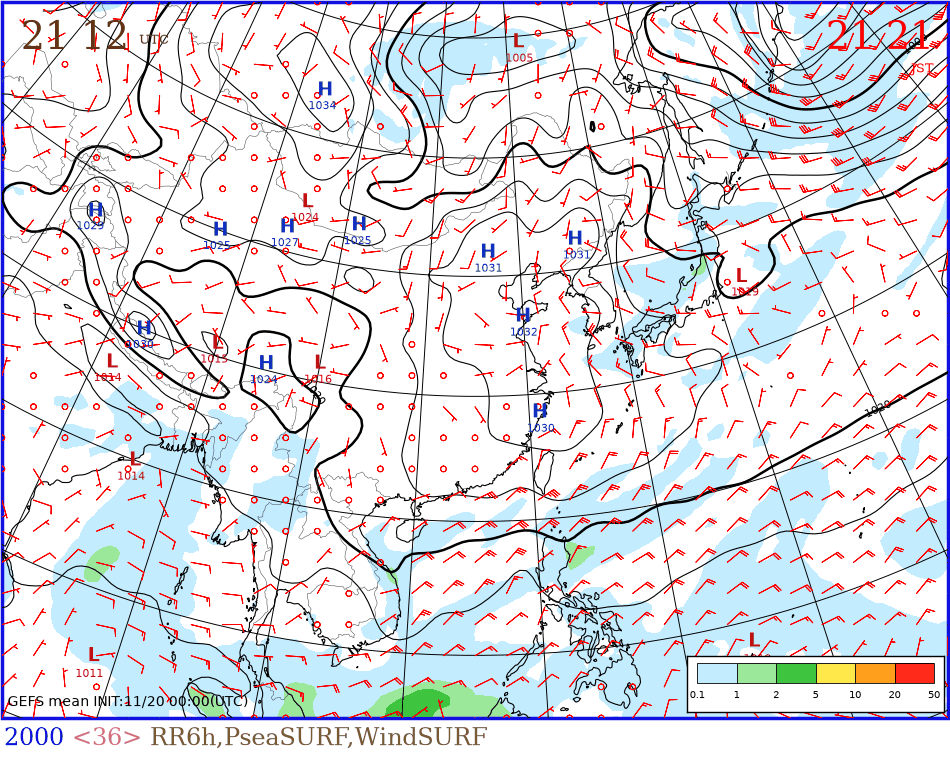 21 12 UTC
21 21
JST
L
1005
H
1034
L
1024
H
1029
H
1025
H
1027
H
1025
H
1031
H
1031
L
1019
H
1030
L
1015
H
1032
L
1014
H
1024
L
1016
1020
H
1030
1020
L
1014
L
1011
L
GEFS mean INIT:11/20 00:00(UTC)
0.1 1 2 5 10 20 50
2000 <36> RR6h,PseaSURF,WindSURF